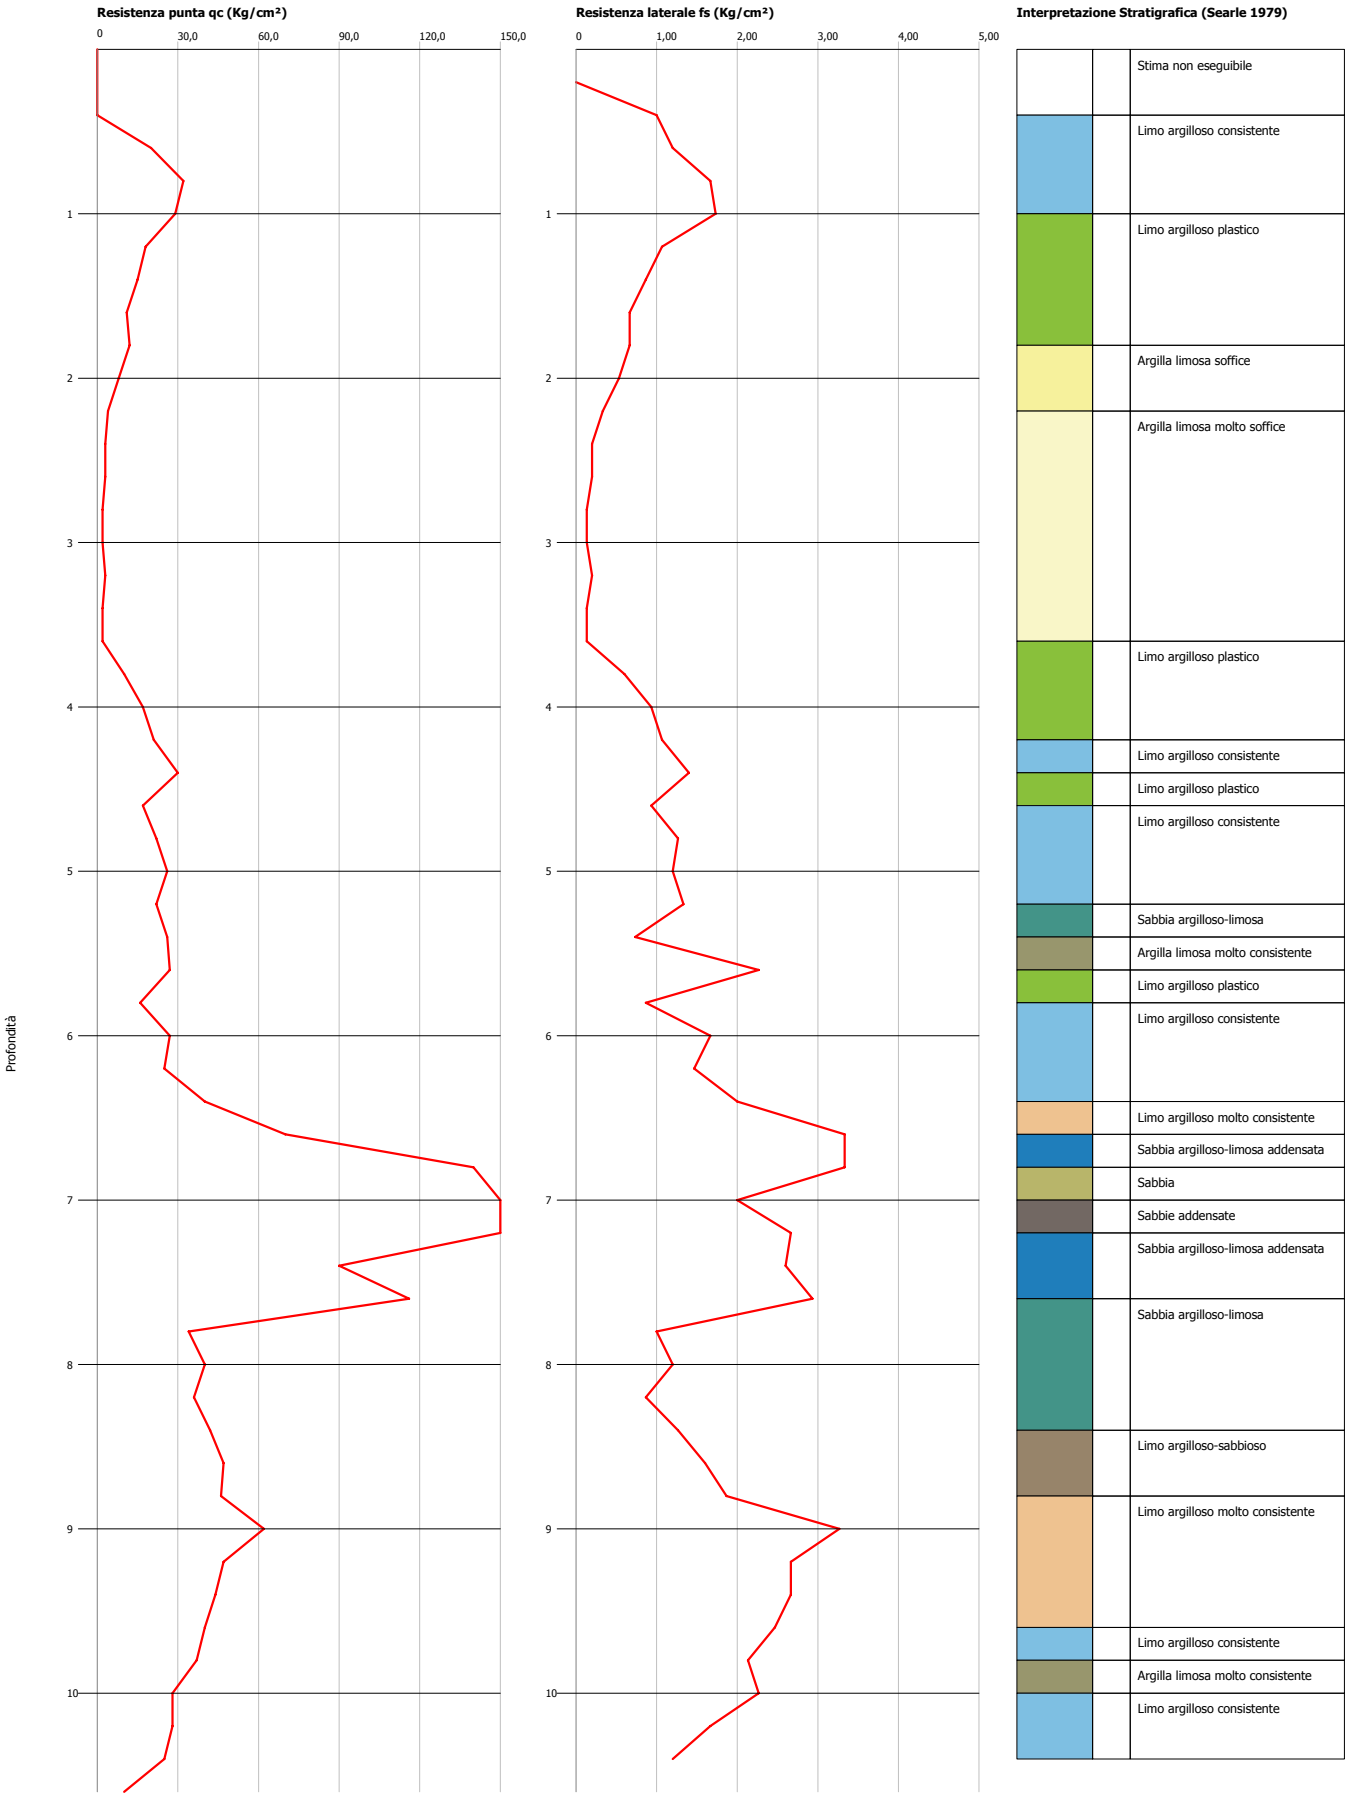 Resistenza punta qc (Kg/cm²)
0 30,0 60,0 90,0 120,0 150,0
1
2
3
4
5
6
7
8
9
10
Profondità
Resistenza laterale fs (Kg/cm²)
0 1,00 2,00 3,00 4,00 5,00
1
2
3
4
5
6
7
8
9
10
Interpretazione Stratigrafica (Searle 1979)
Stima non eseguibile
Limo argilloso consistente
Limo argilloso plastico
Argilla limosa soffice
Argilla limosa molto soffice
Limo argilloso plastico
Limo argilloso consistente
Limo argilloso plastico
Limo argilloso consistente
Sabbia argilloso-limosa
Argilla limosa molto consistente
Limo argilloso plastico
Limo argilloso consistente
Limo argilloso molto consistente
Sabbia argilloso-limosa addensata
Sabbia
Sabbie addensate
Sabbia argilloso-limosa addensata
Sabbia argilloso-limosa
Limo argilloso-sabbioso
Limo argilloso molto consistente
Limo argilloso consistente
Argilla limosa molto consistente
Limo argilloso consistente